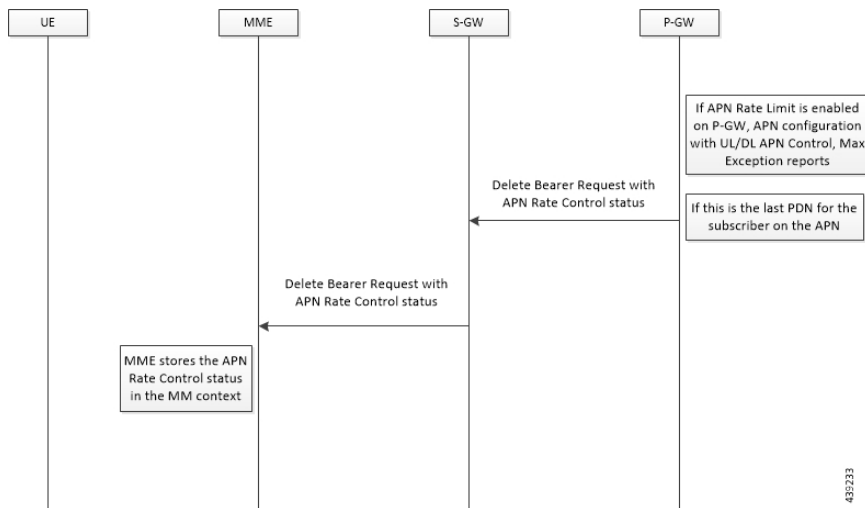 UE
MME
S-GW
P-GW
If APN Rate Limit is enabled
on P-GW, APN configuration
with UL/DL APN Control, Max
Exception reports
Delete Bearer Request with
APN Rate Control status
If this is the last PDN for the
subscriber on the APN
Delete Bearer Request with
APN Rate Control status
MME stores the APN
Rate Control status
in the MM context
439233